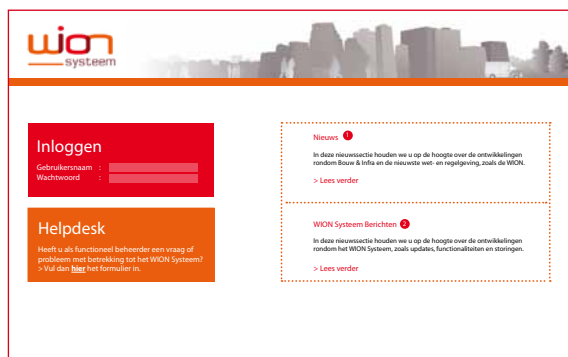 wion
systeem
Inloggen
Gebruikersnaam :
Wachtwoord :
Helpdesk
Heeft u als functioneel beheerder een vraag of
probleem met betrekking tot het WION Systeem?
> Vul dan hier het formulier in.
Nieuws 1
In deze nieuwssectie houden we u op de hoogte over de ontwikkelingen
rondom Bouw & Infra en de nieuwste wet- en regelgeving, zoals de WION.
> Lees verder
WION Systeem Berichten 2
In deze nieuwssectie houden we u op de hoogte over de ontwikkelingen
rondom het WION Systeem, zoals updates, functionaliteiten en storingen.
> Lees verder